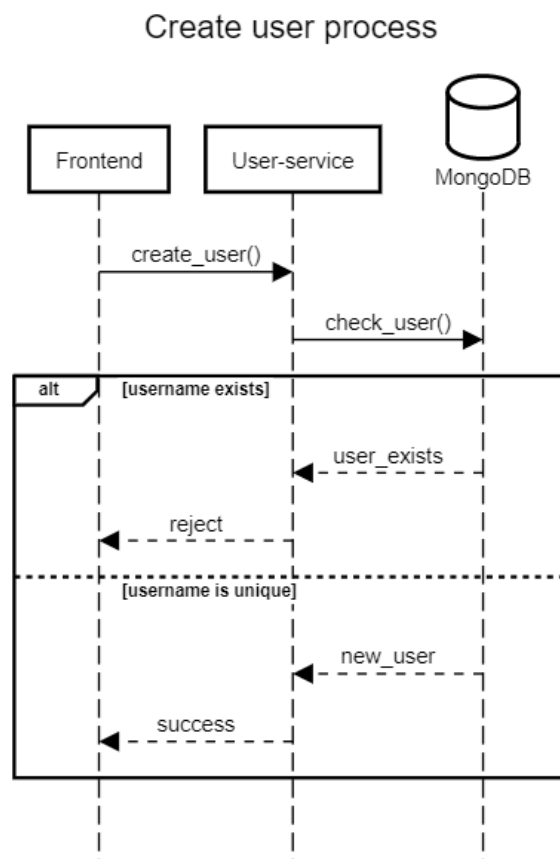 Create user process
Frontend
User-service
MongoDB
create_user()
check_user()
alt
[username exists]
user_exists
reject
[username is unique]
new_user
success